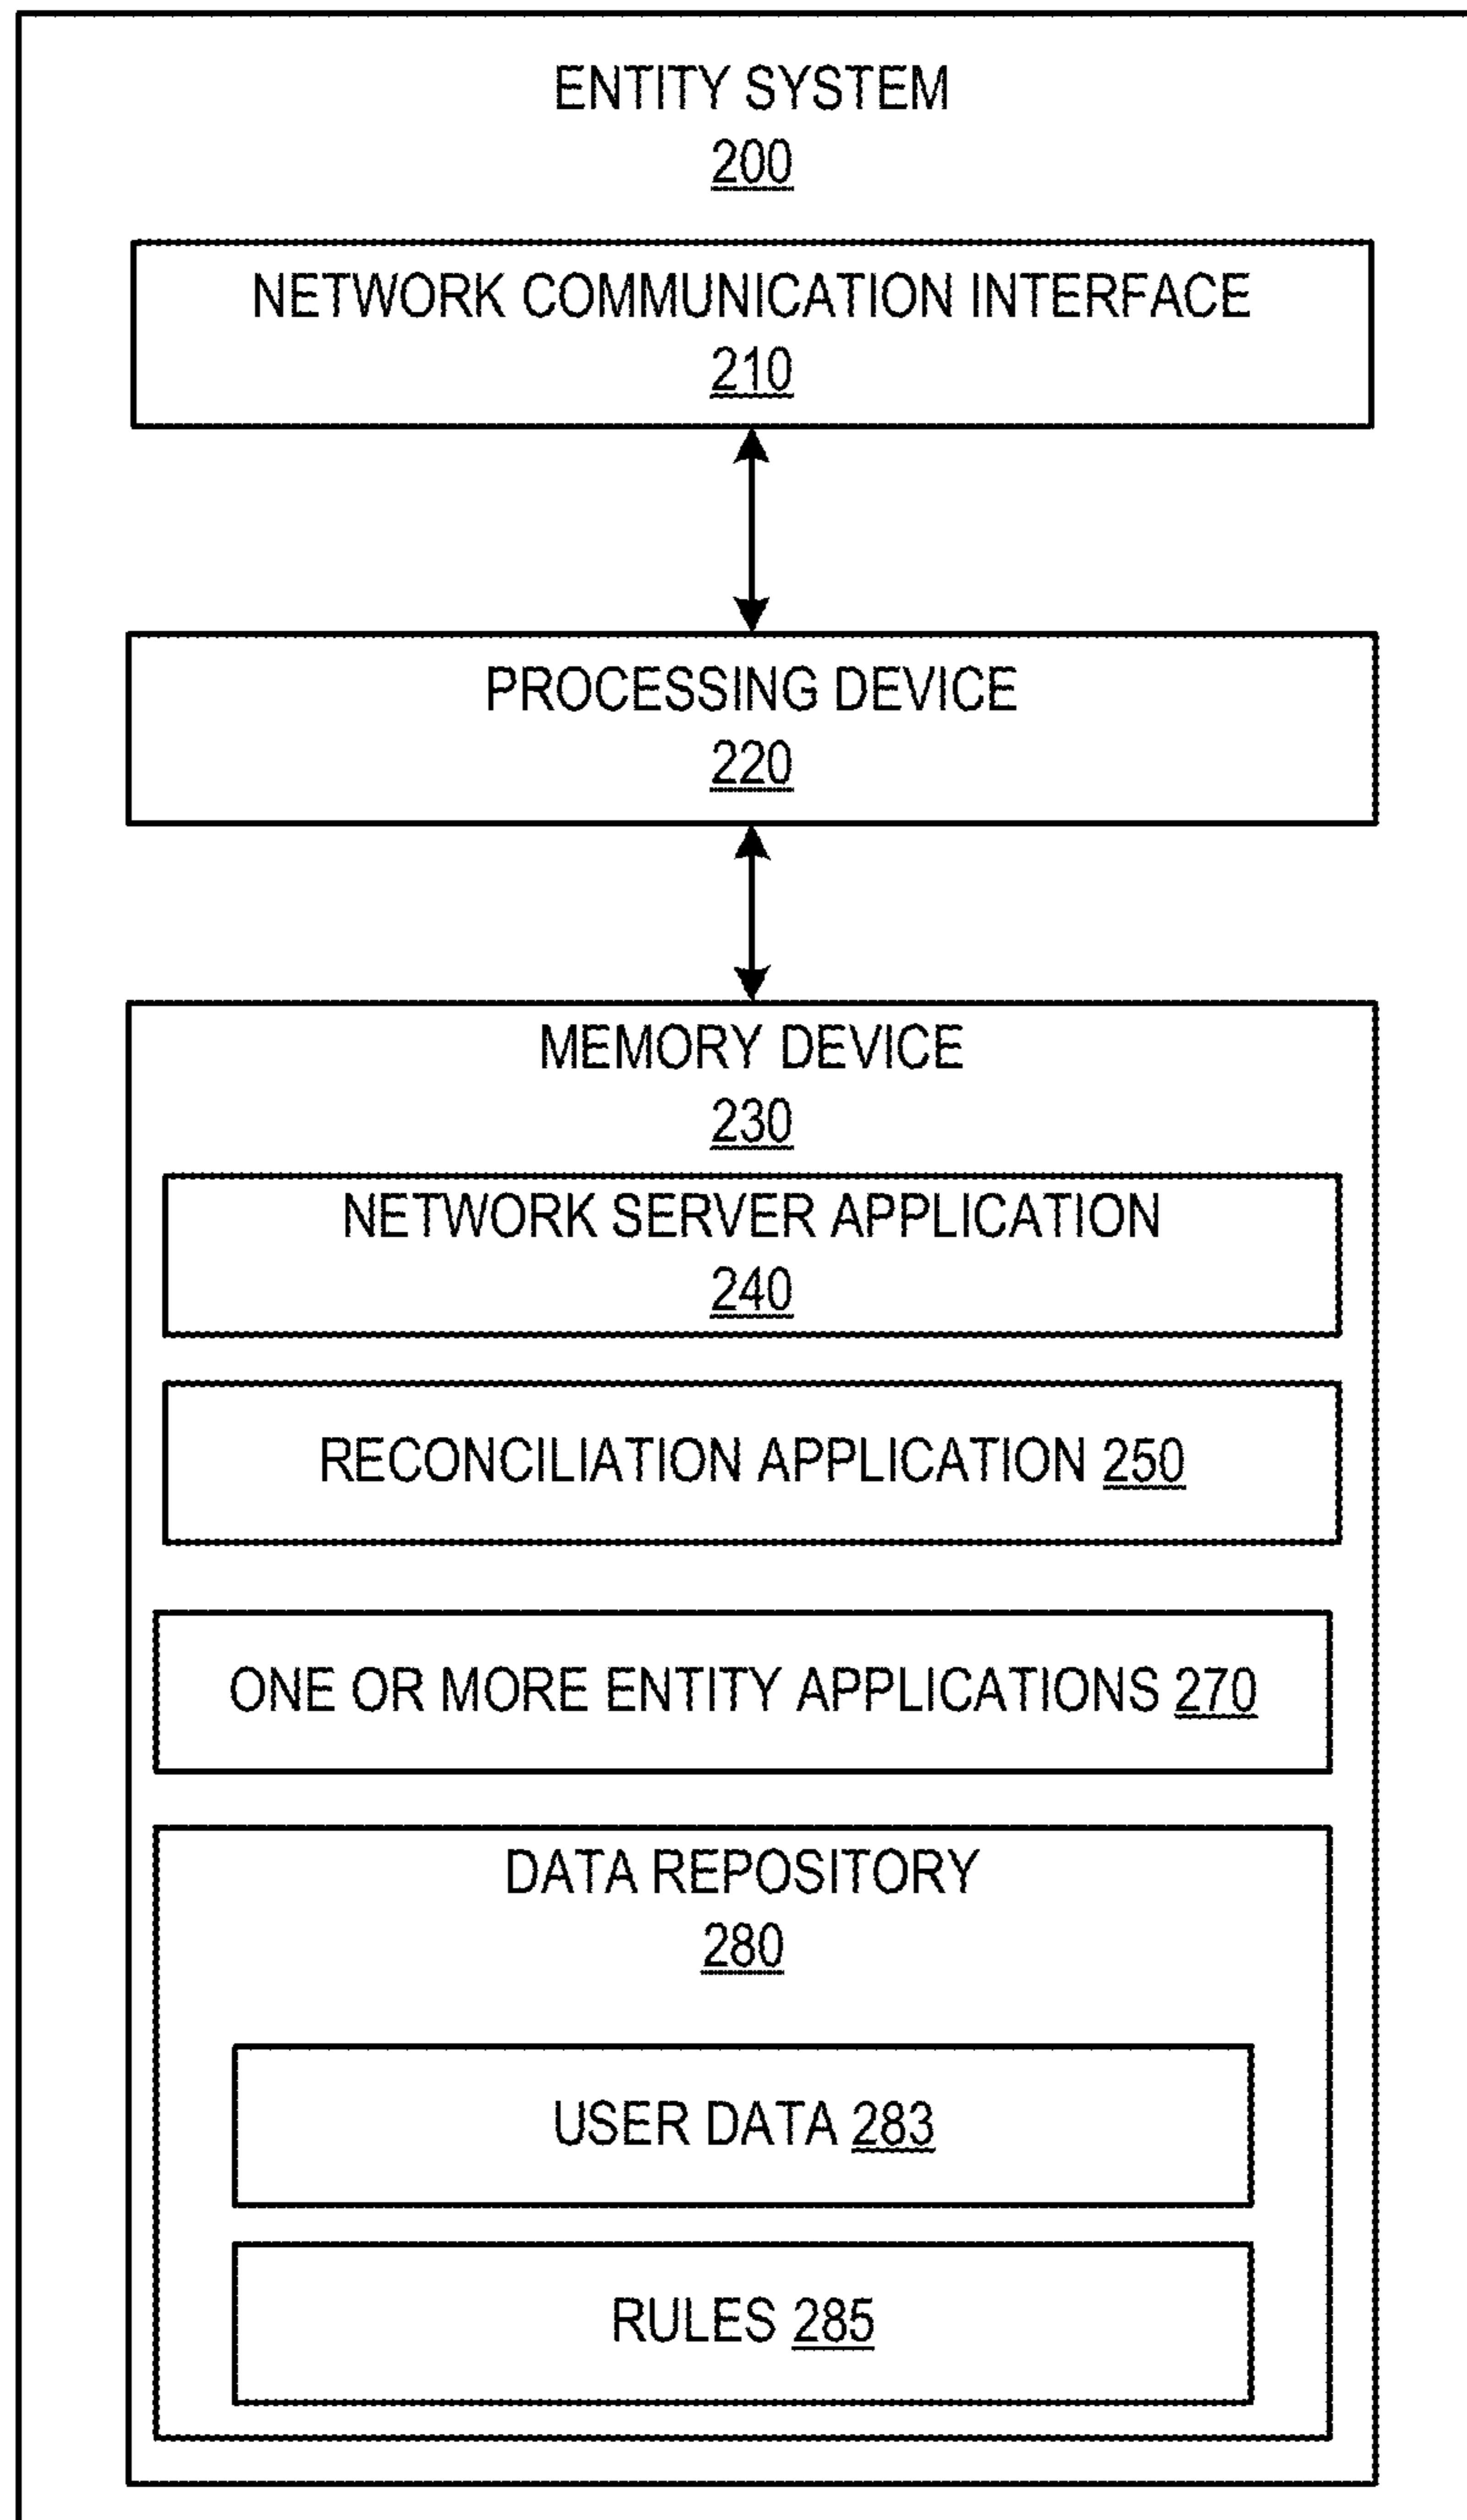 ENTITY SYSTEM
200
NETWORK COMMUNICATION INTERFACE
210
PROCESSING DEVICE
220
MEMORY DEVICE
230
NETWORK SERVER APPLICATION
240
RECONCILIATION APPLICATION 250
ONE OR MORE ENTITY APPLICATIONS 270
DATA REPOSITORY
280
USER DATA 283
RULES 285